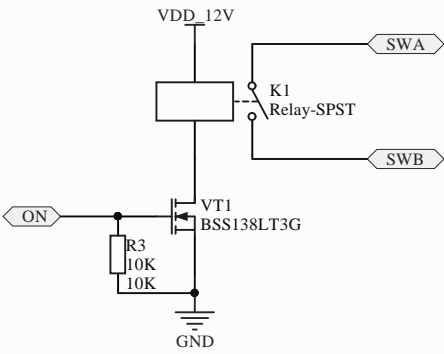 VDD_12V
SWA
K1
Relay-SPST
SWB
ON
VT1
BSS138LT3G
R3
10K
10K
GND